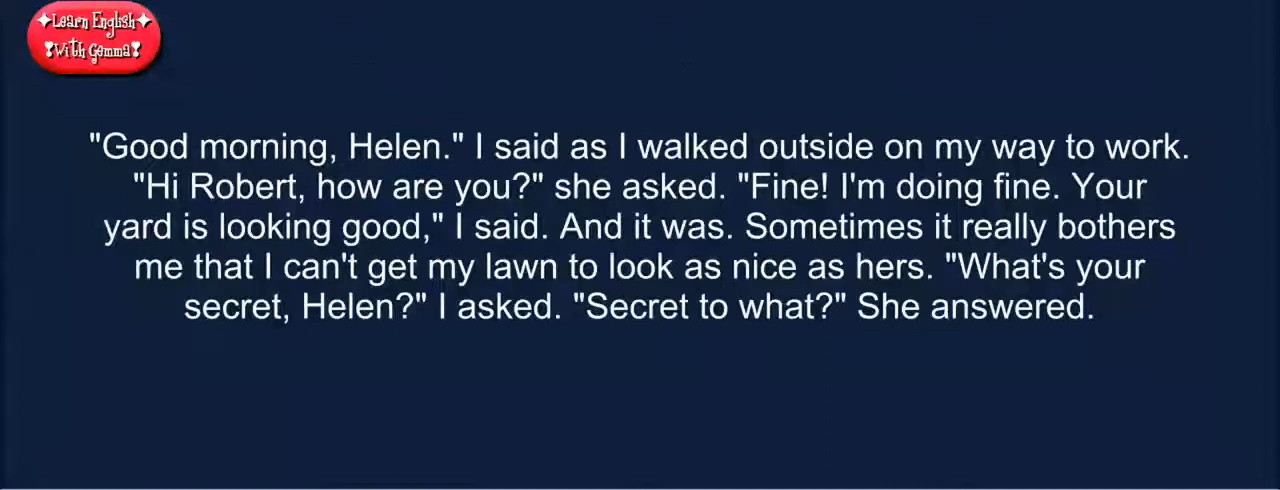 ✦Learn English✦
❣With Gemma❣
"Good morning, Helen." I said as I walked outside on my way to work.
"Hi Robert, how are you?" she asked. "Fine! I'm doing fine. Your
yard is looking good," I said. And it was. Sometimes it really bothers
me that I can't get my lawn to look as nice as hers. "What's your
secret, Helen?" I asked. "Secret to what?" She answered.